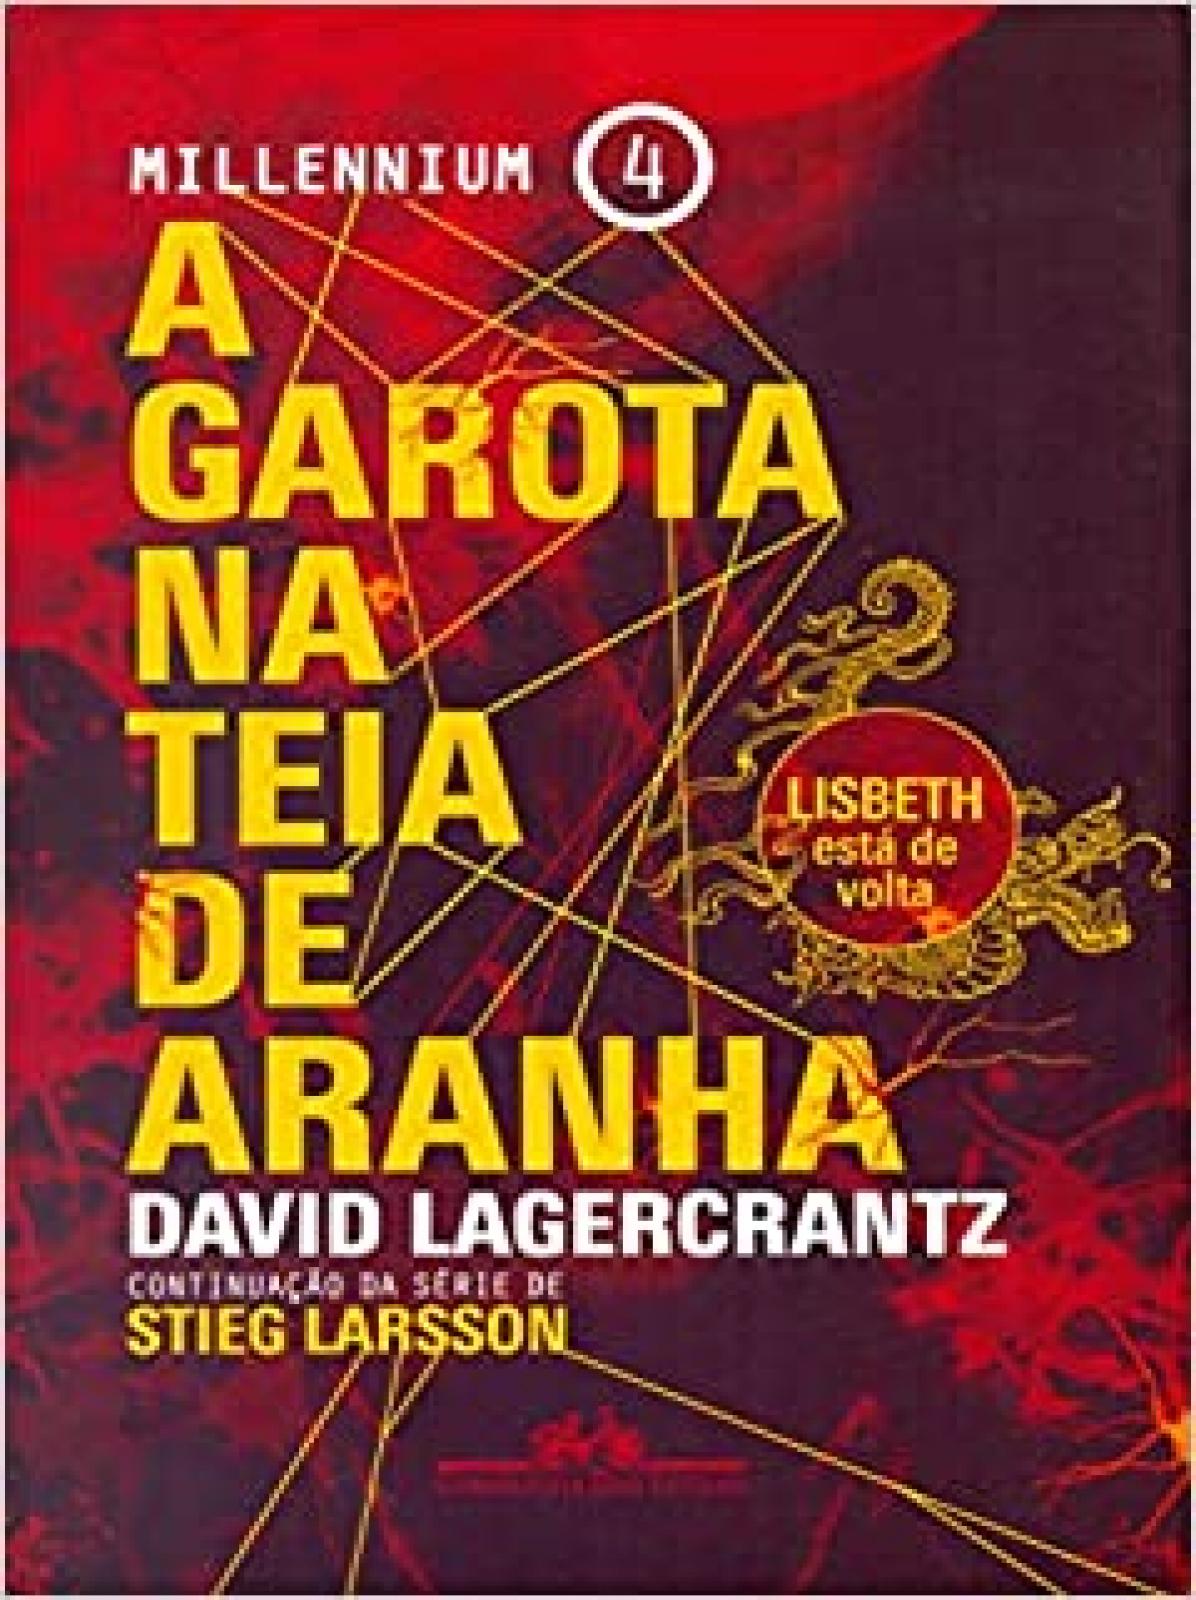 MILLENNIUM 4
A
GAROTA
NA
TEIA
DE
ARANHA
LISBETH
está de
volta
DAVID LAGERCRANTZ
CONTINUAÇÃO DA SÉRIE DE
STIEG LARSSON